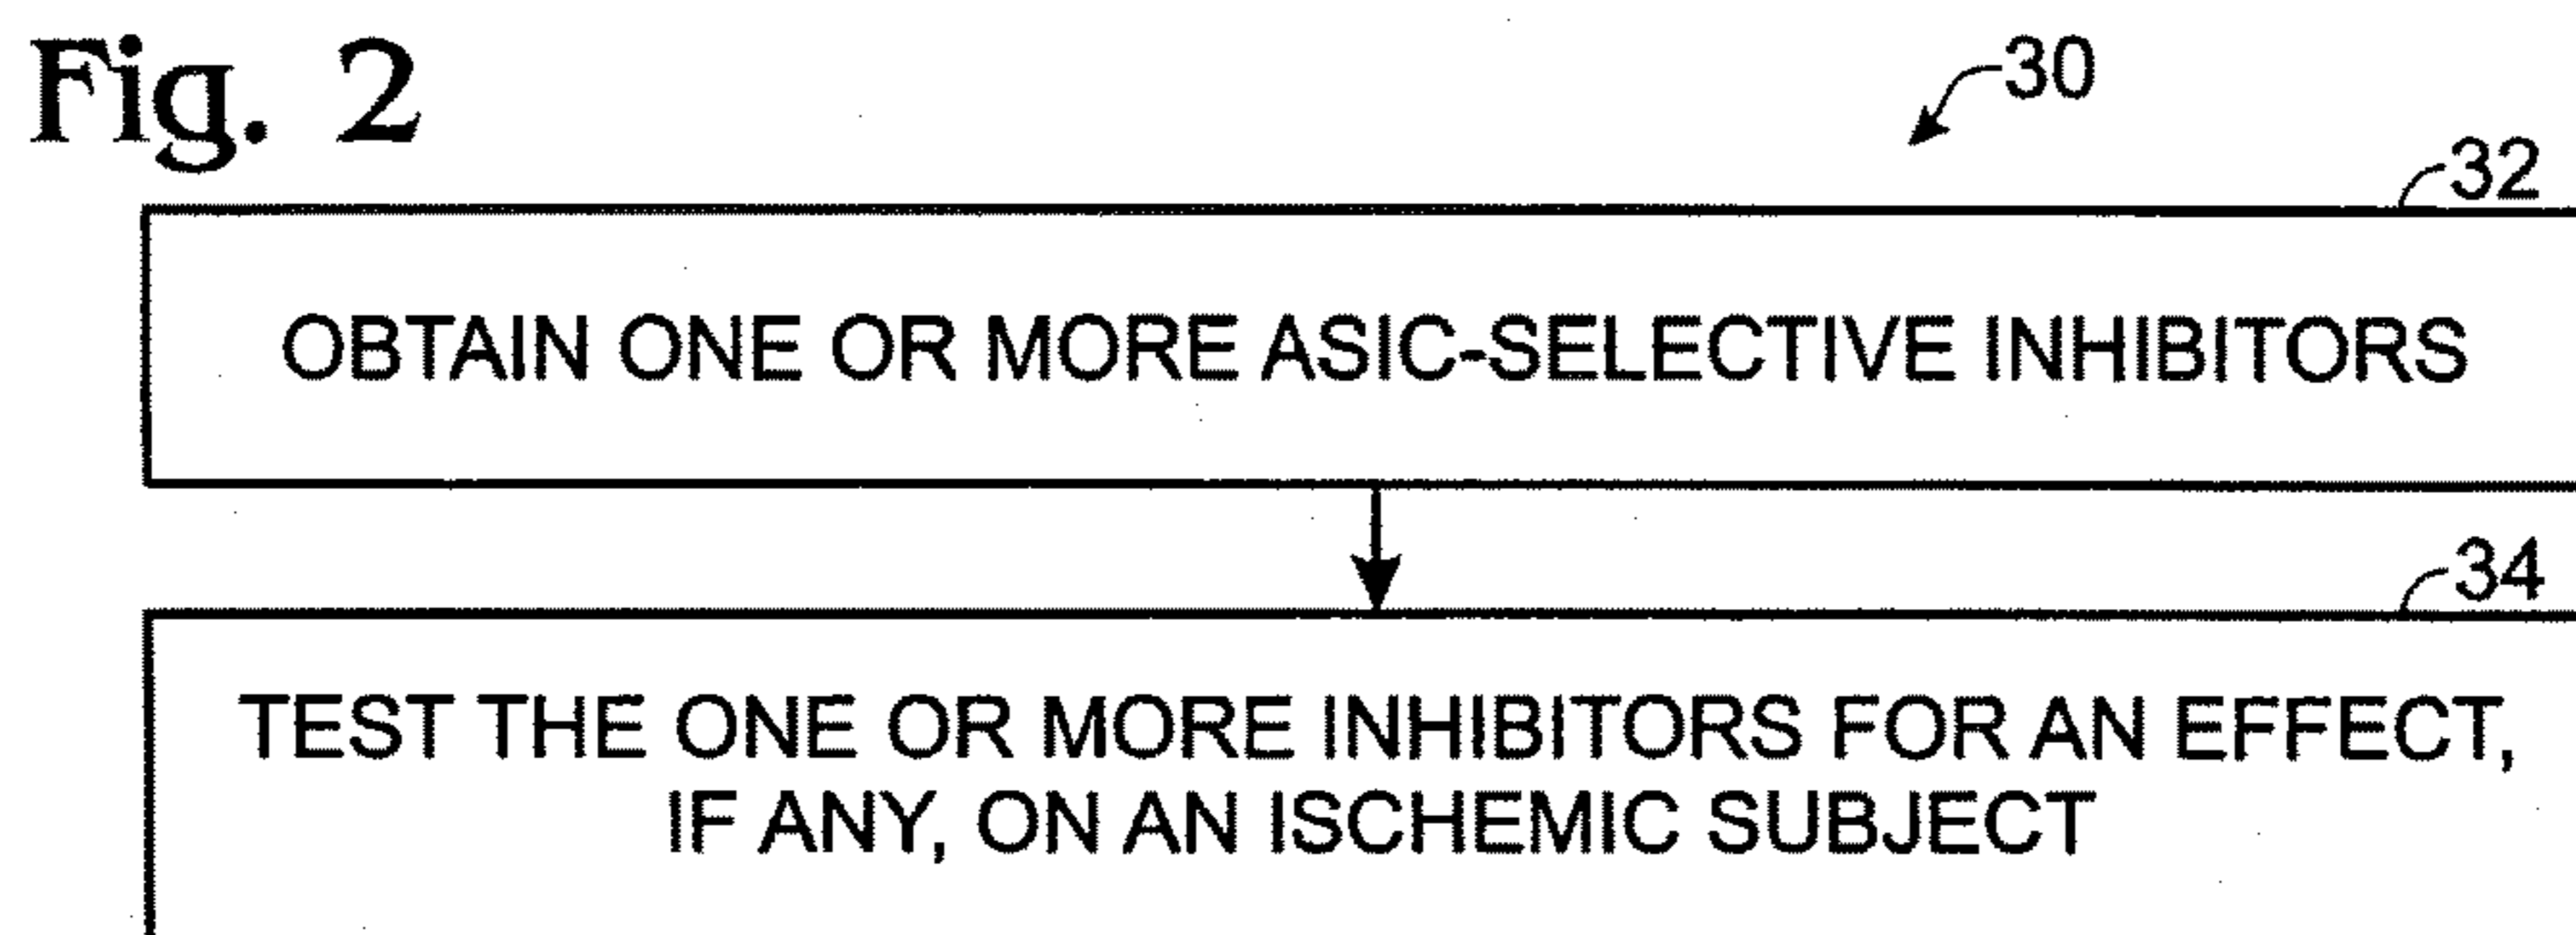 Fig. 2
30
32
OBTAIN ONE OR MORE ASIC-SELECTIVE INHIBITORS
34
TEST THE ONE OR MORE INHIBITORS FOR AN EFFECT,
IF ANY, ON AN ISCHEMIC SUBJECT